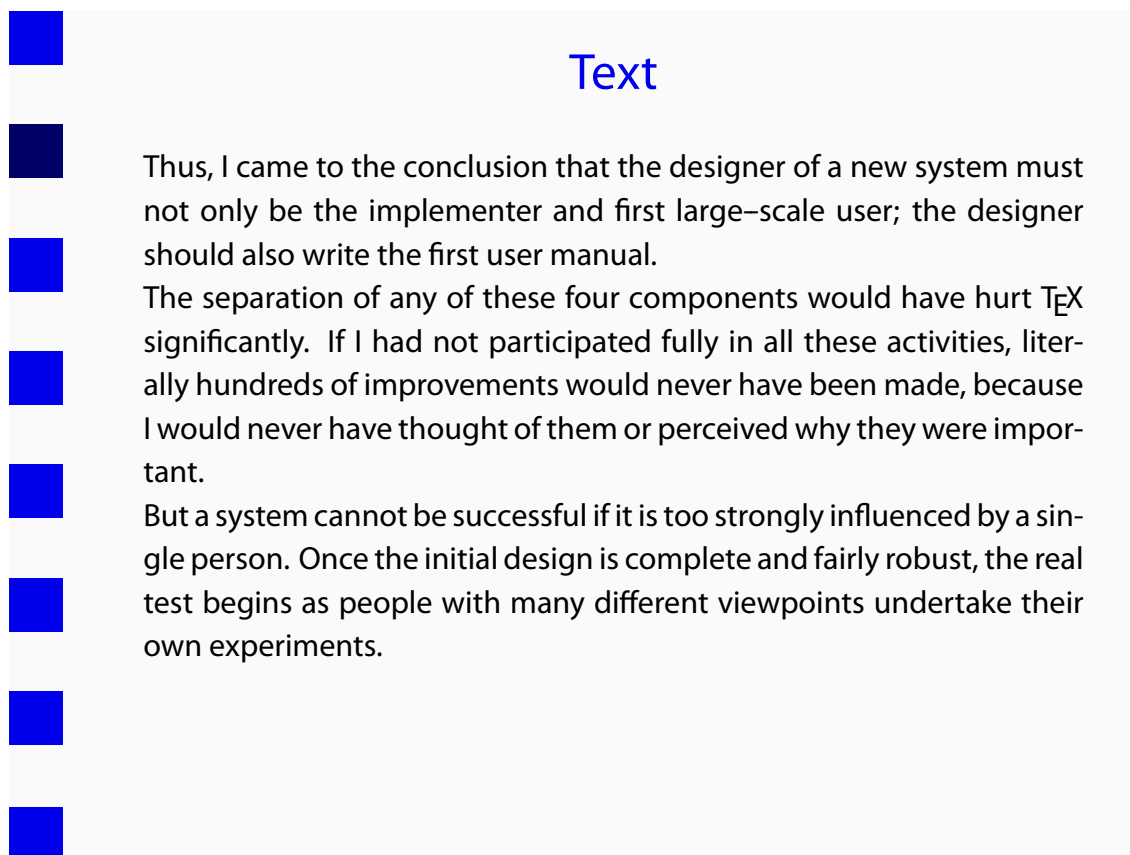 Text
Thus, I came to the conclusion that the designer of a new system must
not only be the implementer and first large–scale user; the designer
should also write the first user manual.
The separation of any of these four components would have hurt TEX
significantly. If I had not participated fully in all these activities, liter-
ally hundreds of improvements would never have been made, because
I would never have thought of them or perceived why they were impor-
tant.
But a system cannot be successful if it is too strongly influenced by a sin-
gle person. Once the initial design is complete and fairly robust, the real
test begins as people with many different viewpoints undertake their
own experiments.